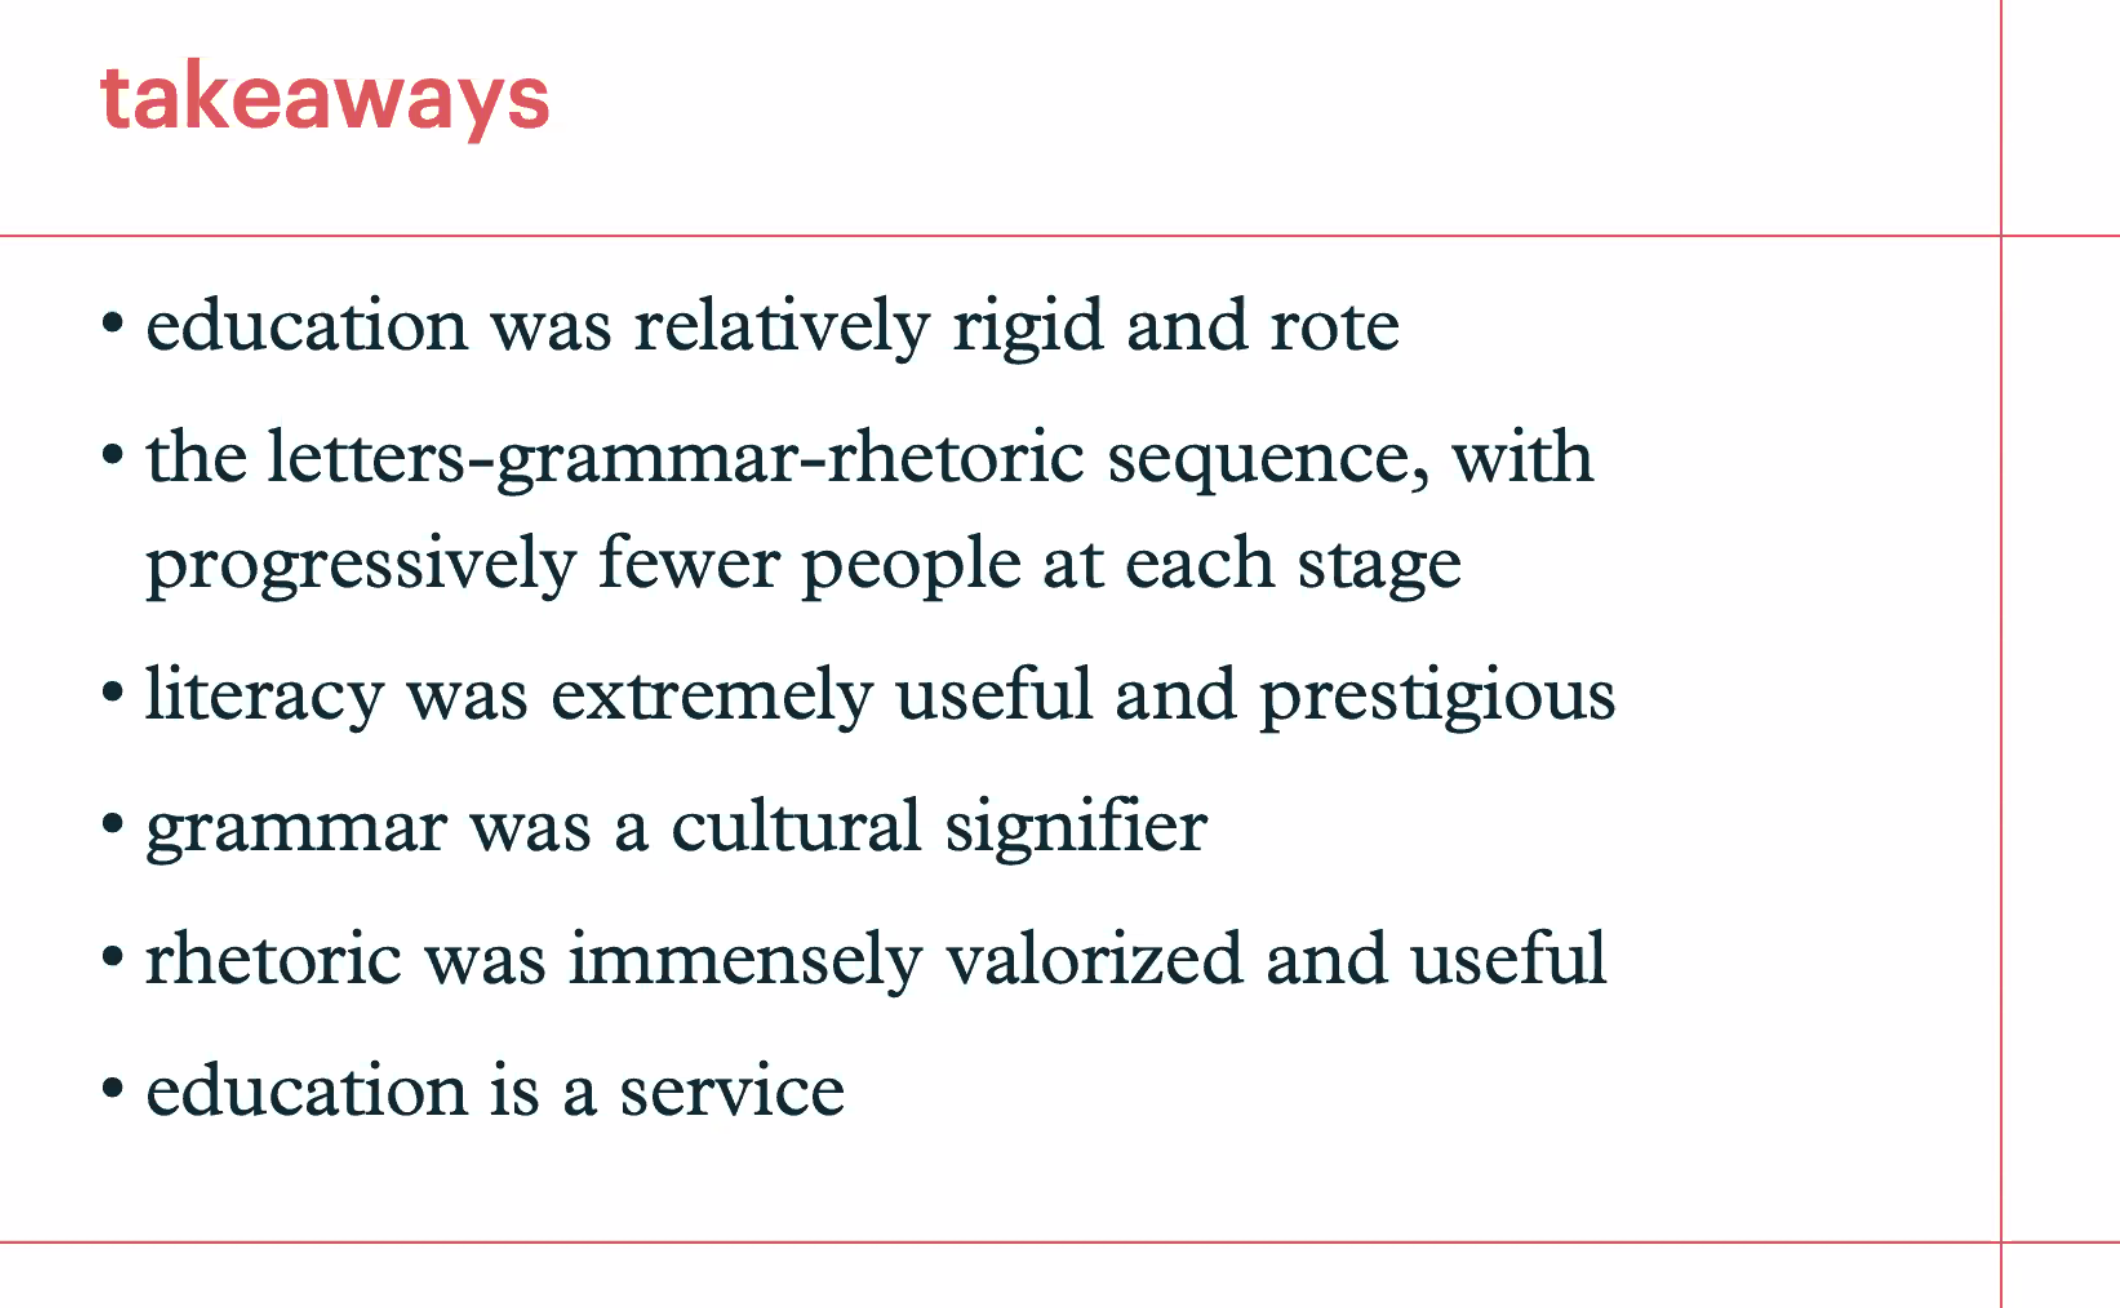 takeaways
• education was relatively rigid and rote
• the letters-grammar-rhetoric sequence, with
progressively fewer people at each stage
• literacy was extremely useful and prestigious
• grammar was a cultural signifier
• rhetoric was immensely valorized and useful
• education is a service